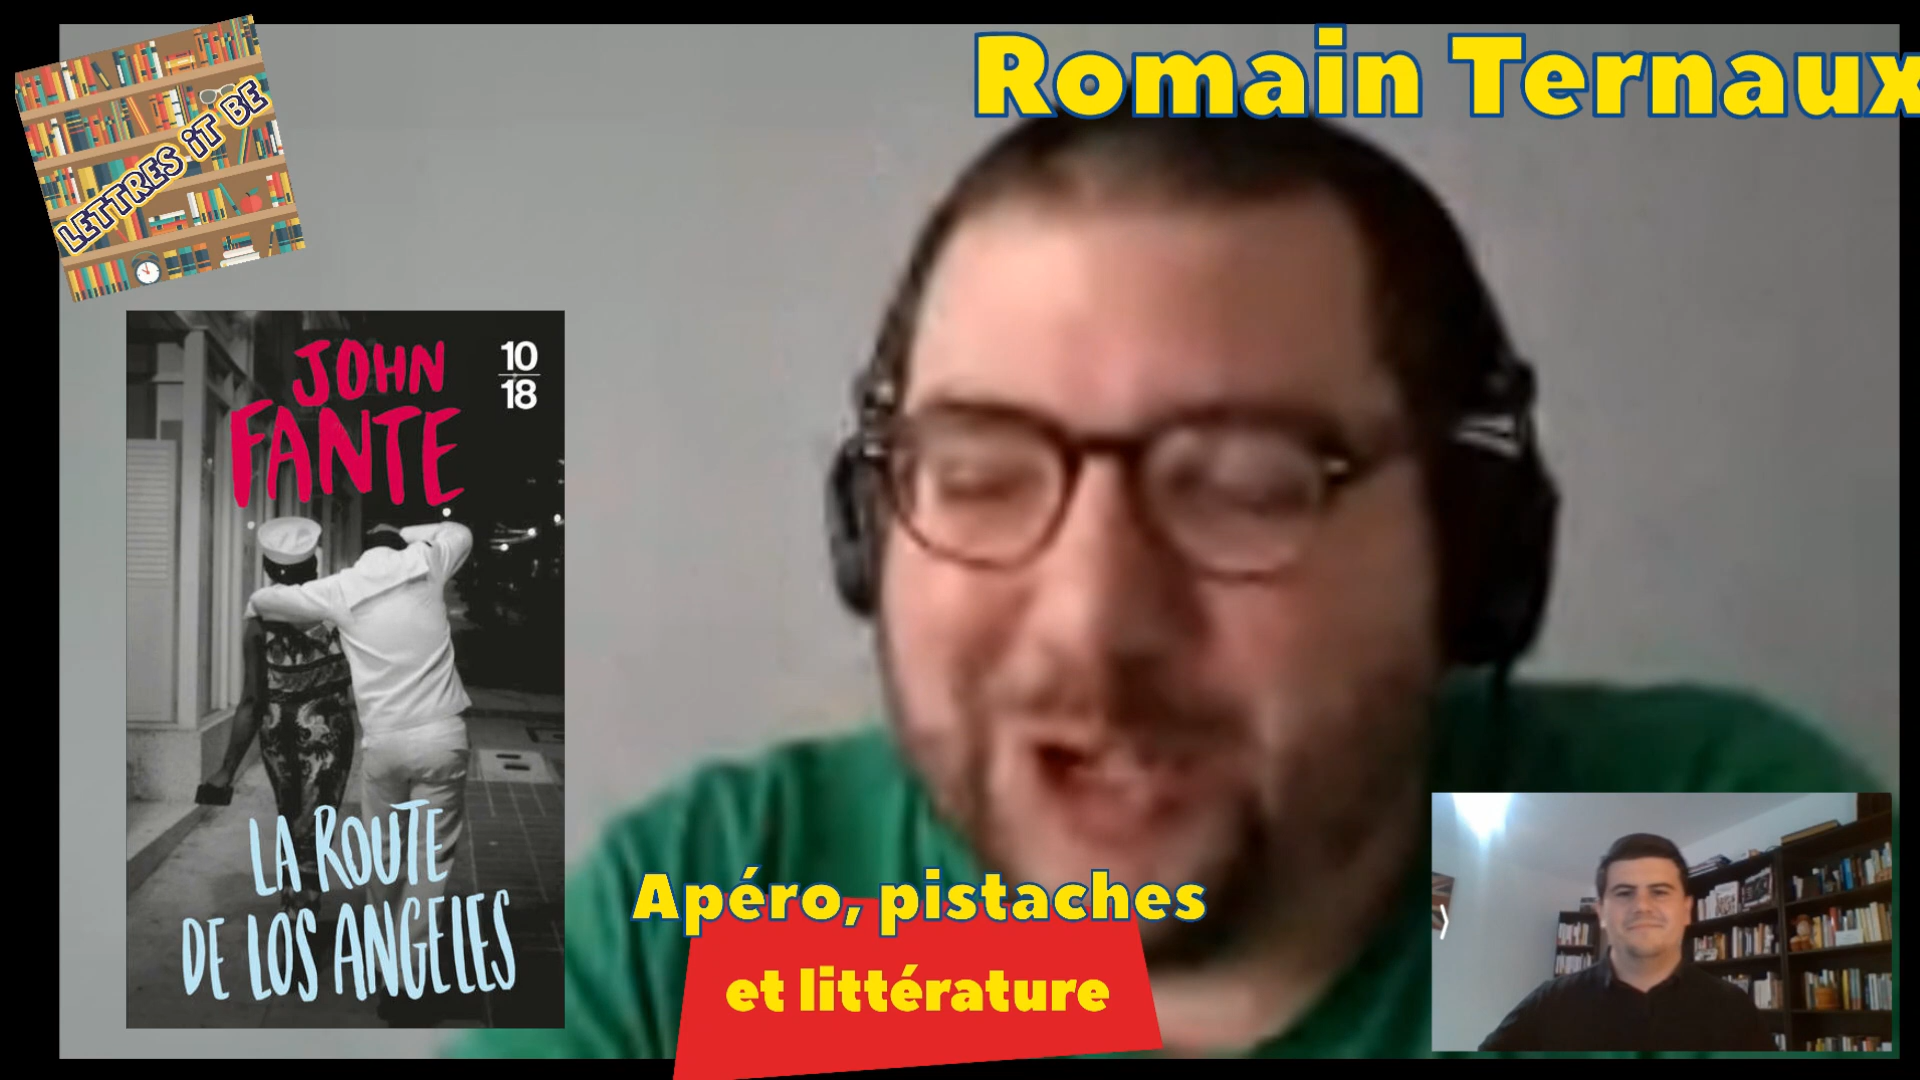 LETTRES iT BE
Romain Ternaux
JOHN
FANTE
10
18
LA ROUTE
DE LOS ANGELES
Apéro, pistaches
et littérature